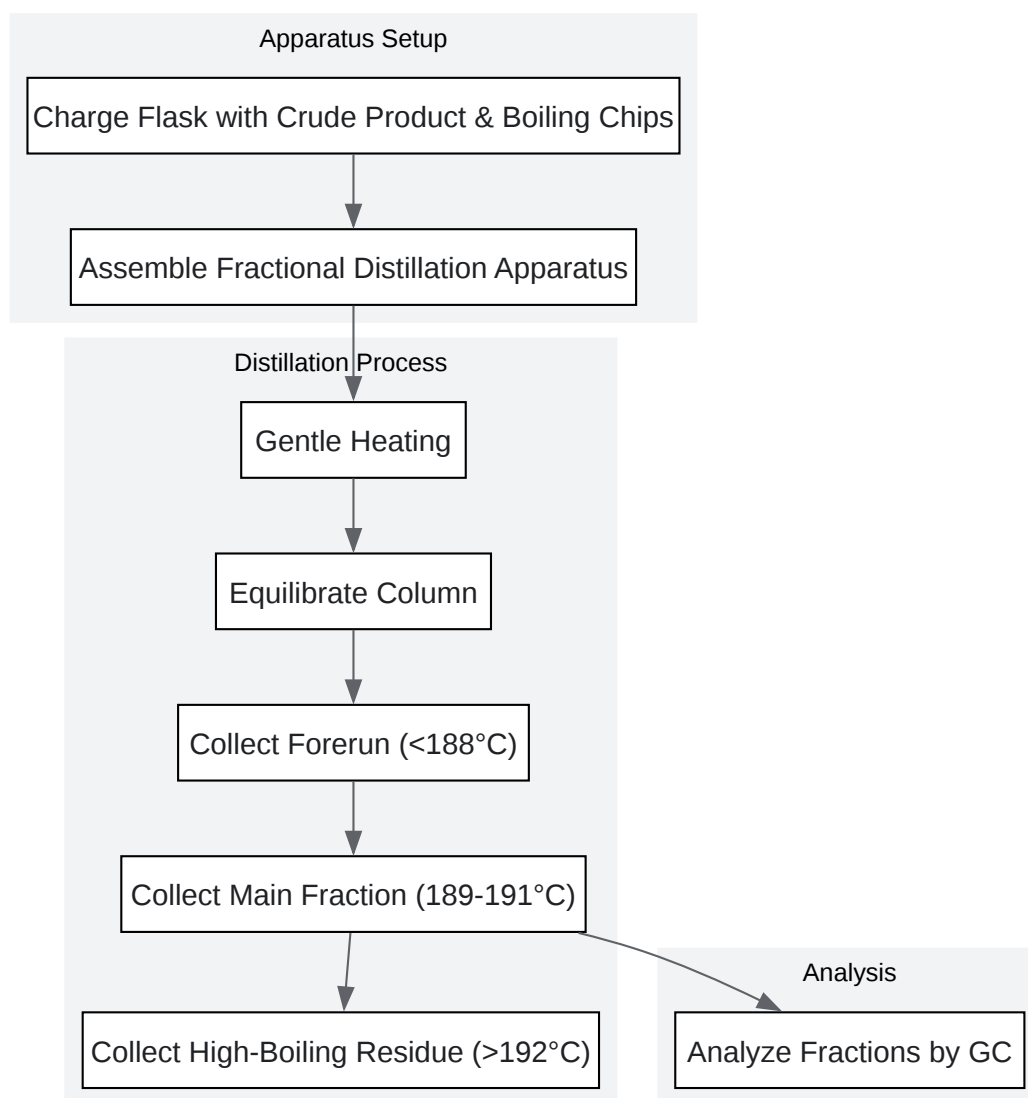 Apparatus Setup
Charge Flask with Crude Product & Boiling Chips
Assemble Fractional Distillation Apparatus
Distillation Process
Gentle Heating
Equilibrate Column
Collect Forerun (<188°C)
Collect Main Fraction (189-191°C)
Analysis
Collect High-Boiling Residue (>192°C)
Analyze Fractions by GC